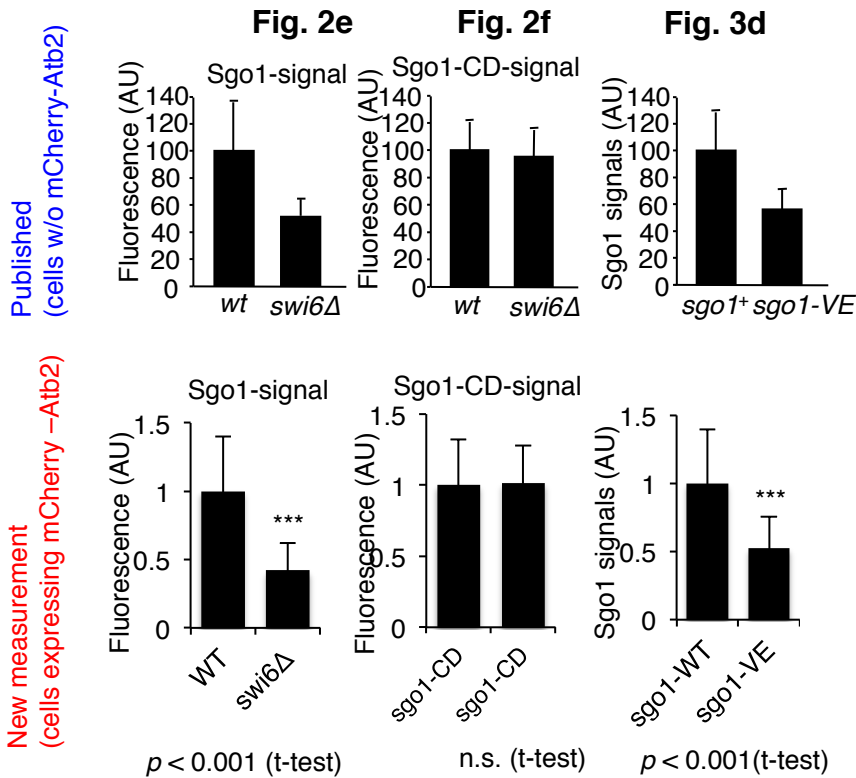 Fig. 2e
Fig. 2f
Fig. 3d
Published
(cells w/o mCherry-Atb2)
Sgo1-signal
Fluorescence (AU)
140
120
100
80
60
40
20
0
wt swi6Δ
Sgo1-CD-signal
Fluorescence (AU)
140
120
100
80
60
40
20
0
wt swi6Δ
Sgo1 signals (AU)
140
120
100
80
60
40
20
0
sgo1+ sgo1-VE
New measurement
(cells expressing mCherry –Atb2)
Sgo1-signal
Fluorescence (AU)
1.5
1
0.5
0
***
WT
swi6Δ
p < 0.001 (t-test)
Sgo1-CD-signal
Fluorescence (AU)
1.5
1
0.5
0
sgo1-CD
sgo1-CD
n.s. (t-test)
Sgo1 signals (AU)
1.5
1
0.5
0
***
sgo1-WT
sgo1-VE
p < 0.001(t-test)